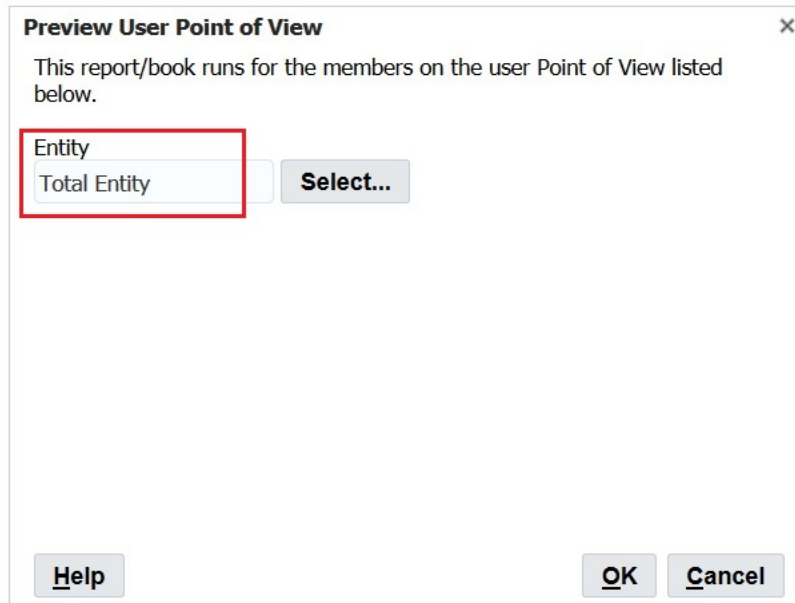 Preview User Point of View
×
This report/book runs for the members on the user Point of View listed
below.
Entity
Total Entity
Select...
Help
OK
Cancel